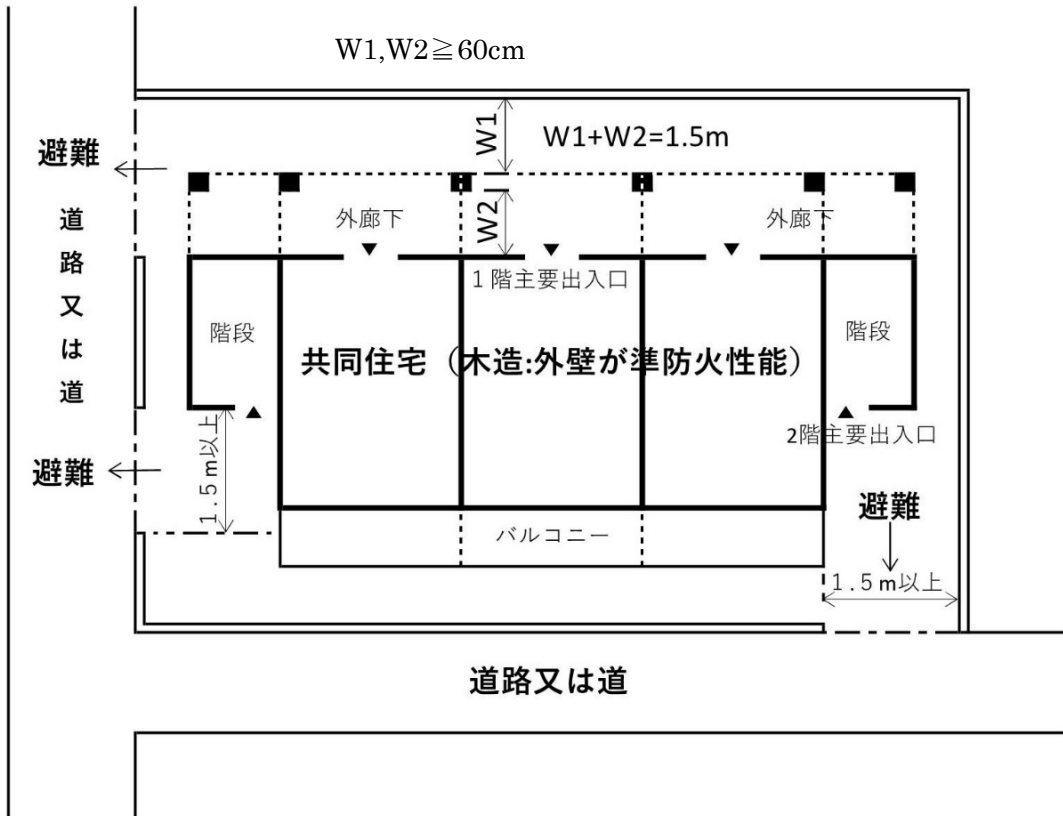 W1,W2≧60cm
W1
W1+W2=1.5m
避難
道路又は道
外廊下
W2
外廊下
1階主要出入口
階段
階段
共同住宅（木造:外壁が準防火性能）
2階主要出入口
1.5m以上
避難
避難
バルコニー
1.5m以上
道路又は道